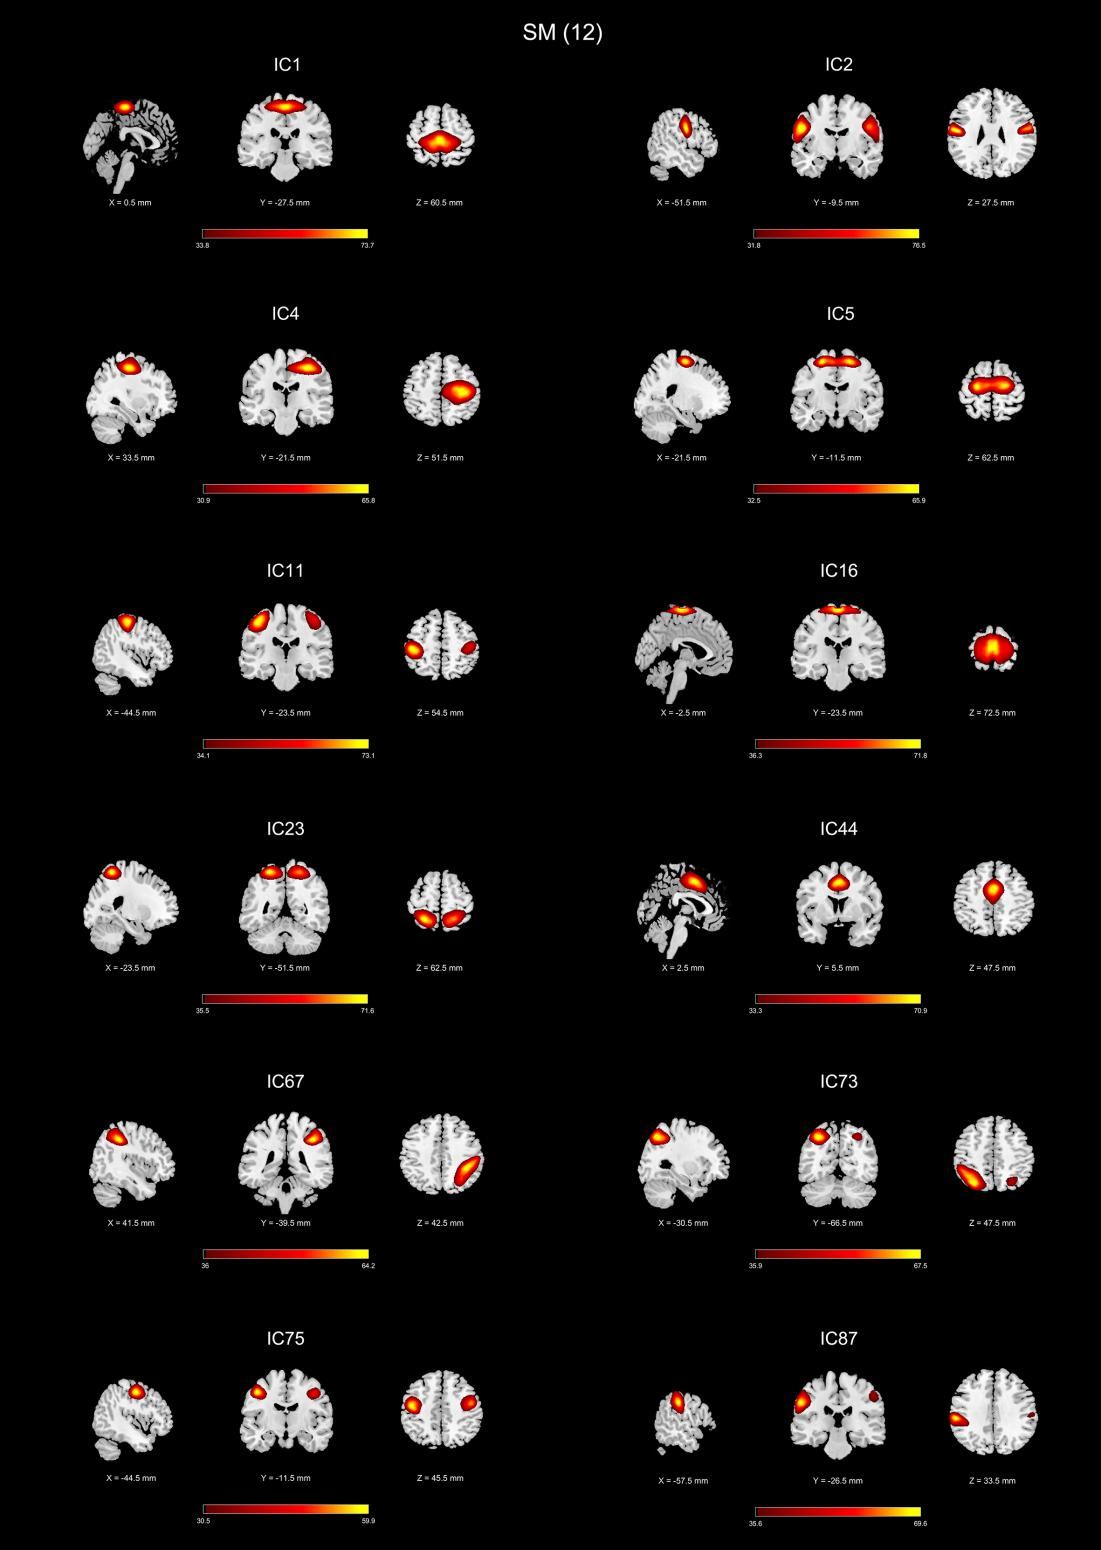 SM (12)
IC1
X = 0.5 mm Y = -27.5 mm Z = 60.5 mm
33.8 73.7
IC2
X = -51.5 mm Y = -9.5 mm Z = 27.5 mm
31.8 76.5
IC4
X = 33.5 mm Y = -21.5 mm Z = 51.5 mm
30.9 65.8
IC5
X = -21.5 mm Y = -11.5 mm Z = 62.5 mm
32.5 65.9
IC11
X = -44.5 mm Y = -23.5 mm Z = 54.5 mm
34.1 73.1
IC16
X = -2.5 mm Y = -23.5 mm Z = 72.5 mm
36.3 71.8
IC23
X = -23.5 mm Y = -51.5 mm Z = 62.5 mm
35.5 71.6
IC44
X = 2.5 mm Y = 5.5 mm Z = 47.5 mm
33.3 70.9
IC67
X = 41.5 mm Y = -39.5 mm Z = 42.5 mm
36 64.2
IC73
X = -30.5 mm Y = -66.5 mm Z = 47.5 mm
35.9 67.5
IC75
X = -44.5 mm Y = -11.5 mm Z = 45.5 mm
30.5 59.9
IC87
X = -57.5 mm Y = -26.5 mm Z = 33.5 mm
35.6 69.6